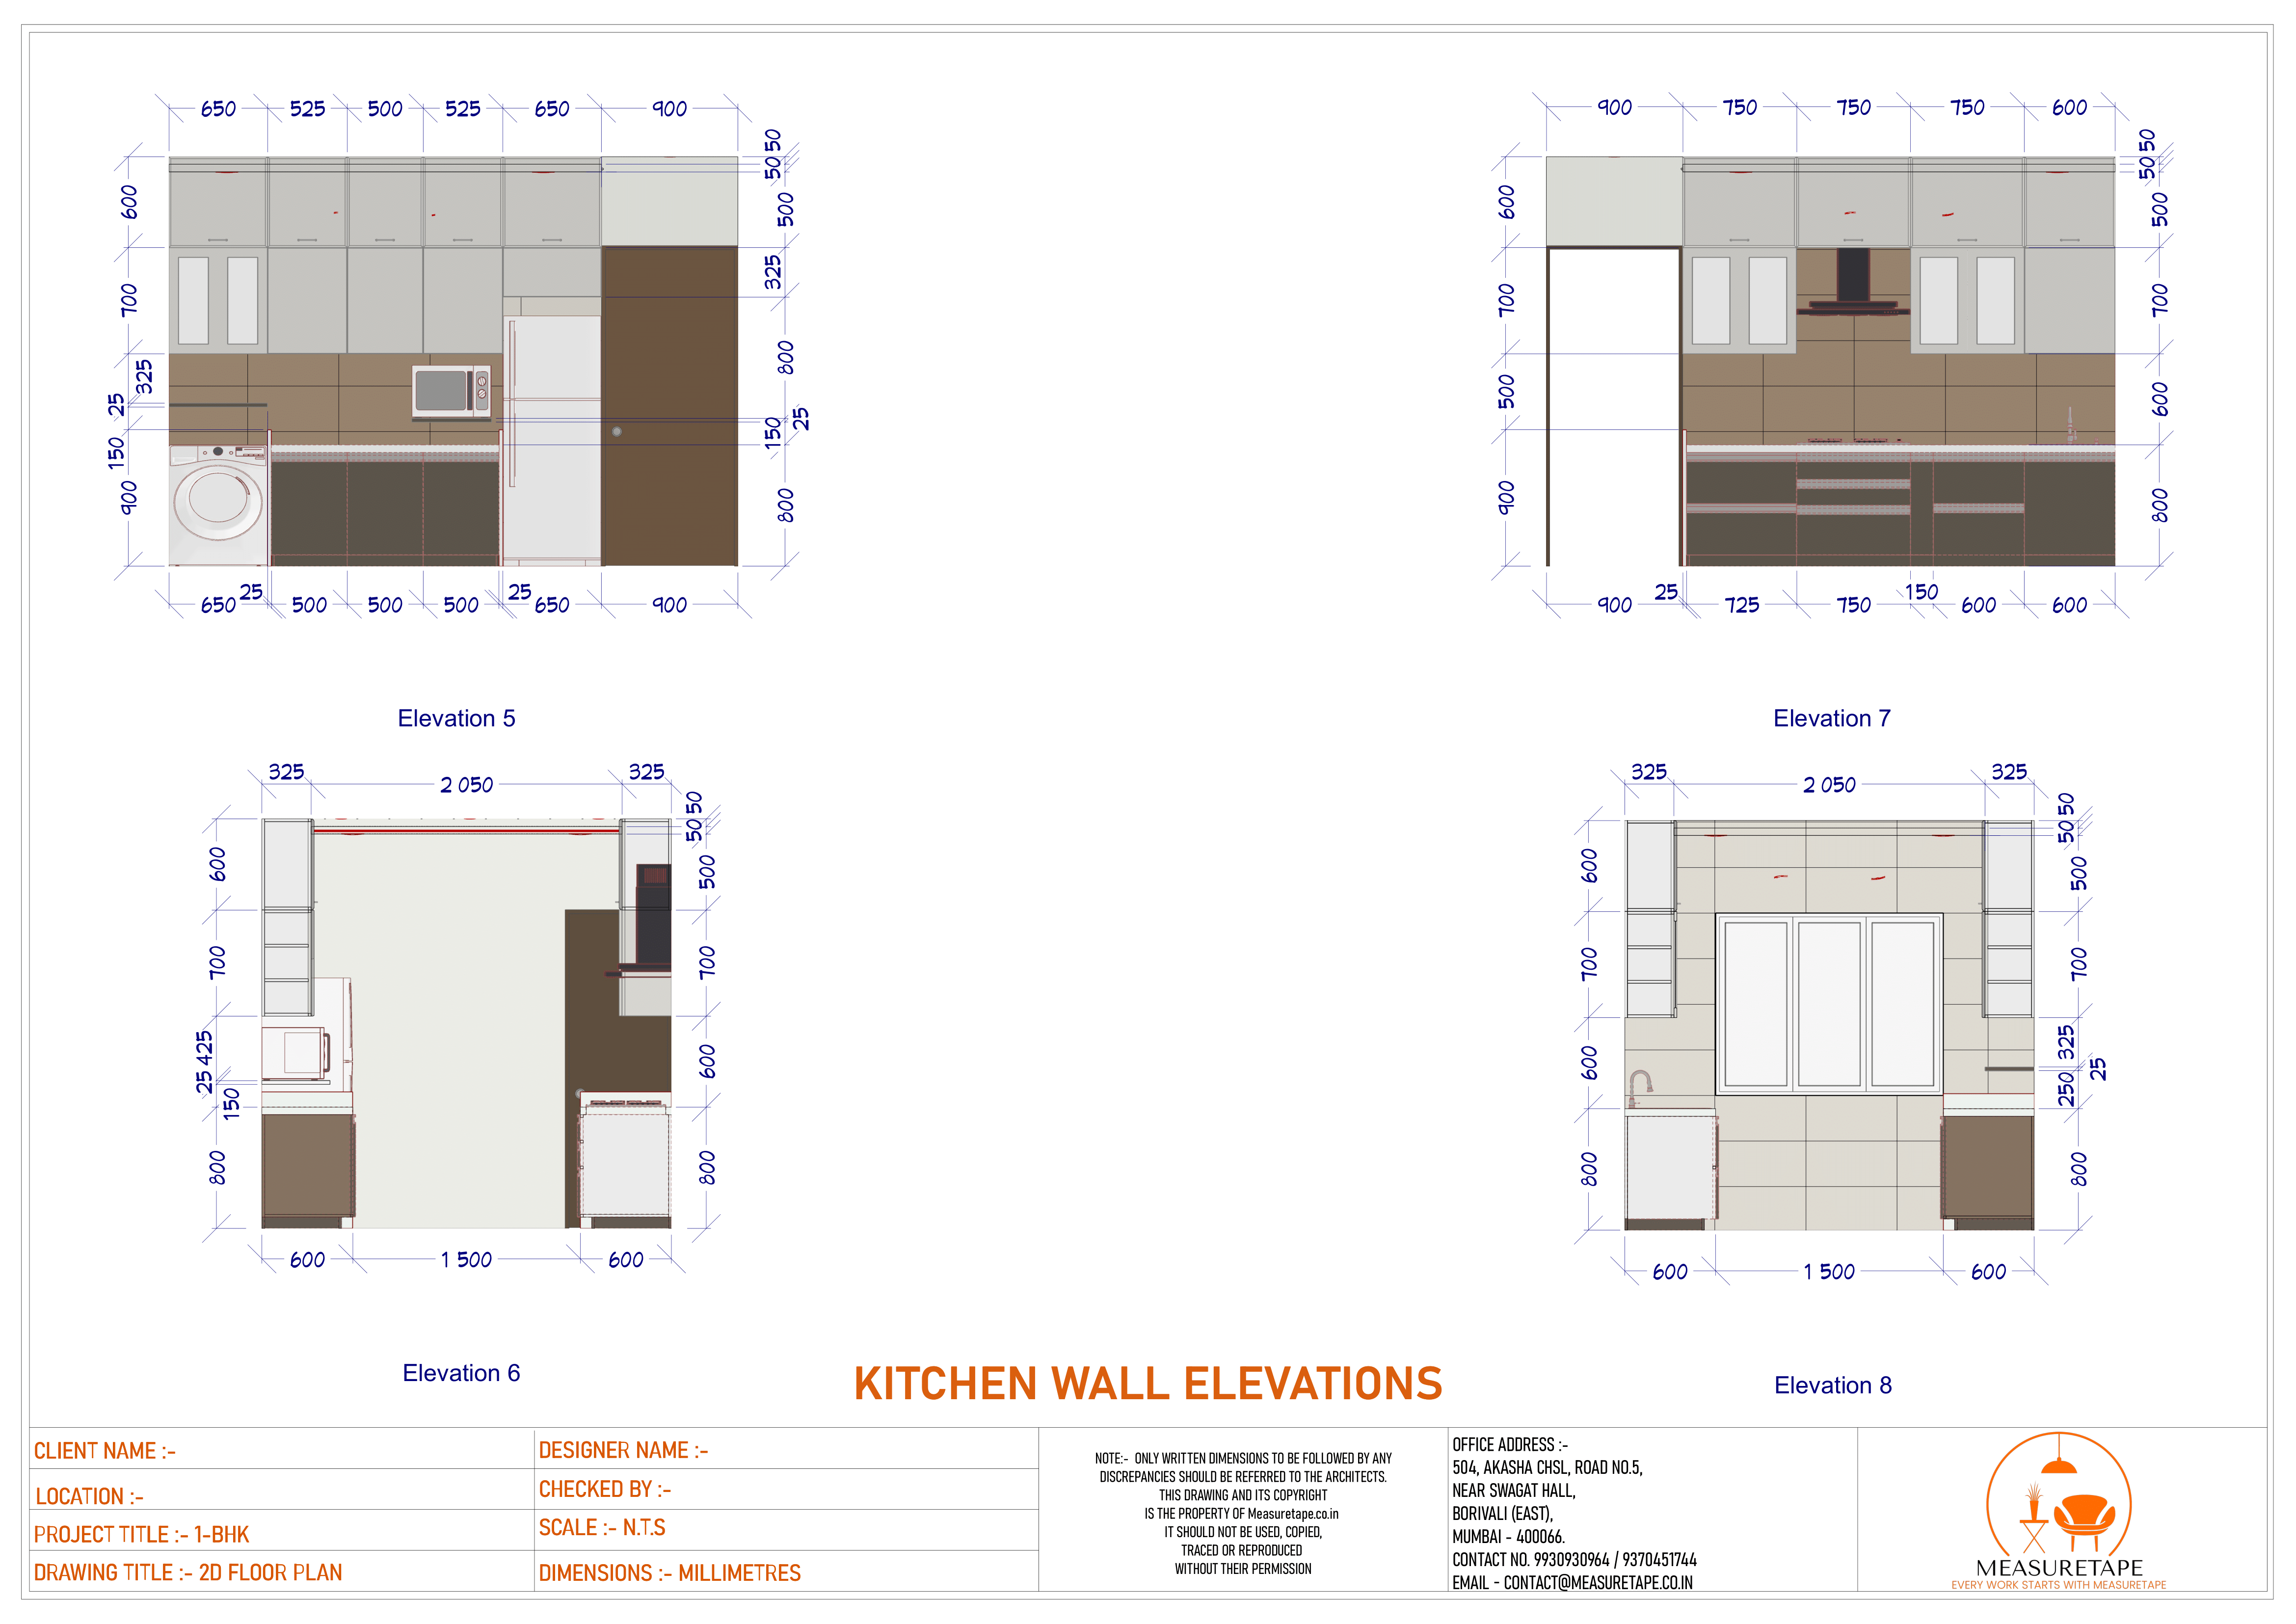 650 525 500 525 650 900
50
50
600
500
325
700
800
325
25
150
25
150
900
800
25 25
650 500 500 500 650 900
Elevation 5
900 750 750 750 600
50
50
600
500
700
700
500
600
900
800
25 150
900 725 750 600 600
Elevation 7
325 2 050 325
50
50
600
500
700
700
425
25
600
150
800
800
600 1 500 600
Elevation 6
325 2 050 325
50
50
600
500
700
700
325
25
600
250
800
800
600 1 500 600
Elevation 8
KITCHEN WALL ELEVATIONS
CLIENT NAME :-
LOCATION :-
PROJECT TITLE :- 1-BHK
DRAWING TITLE :- 2D FLOOR PLAN
DESIGNER NAME :-
CHECKED BY :-
SCALE :- N.T.S
DIMENSIONS :- MILLIMETRES
NOTE:- ONLY WRITTEN DIMENSIONS TO BE FOLLOWED BY ANY
DISCREPANCIES SHOULD BE REFERRED TO THE ARCHITECTS.
THIS DRAWING AND ITS COPYRIGHT
IS THE PROPERTY OF Measuretape.co.in
IT SHOULD NOT BE USED, COPIED,
TRACED OR REPRODUCED
WITHOUT THEIR PERMISSION
OFFICE ADDRESS :-
504, AKASHA CHSL, ROAD NO.5,
NEAR SWAGAT HALL,
BORIVALI (EAST),
MUMBAI - 400066.
CONTACT NO. 9930930964 / 9370451744
EMAIL - CONTACT@MEASURETAPE.CO.IN
MEASURETAPE
EVERY WORK STARTS WITH MEASURETAPE